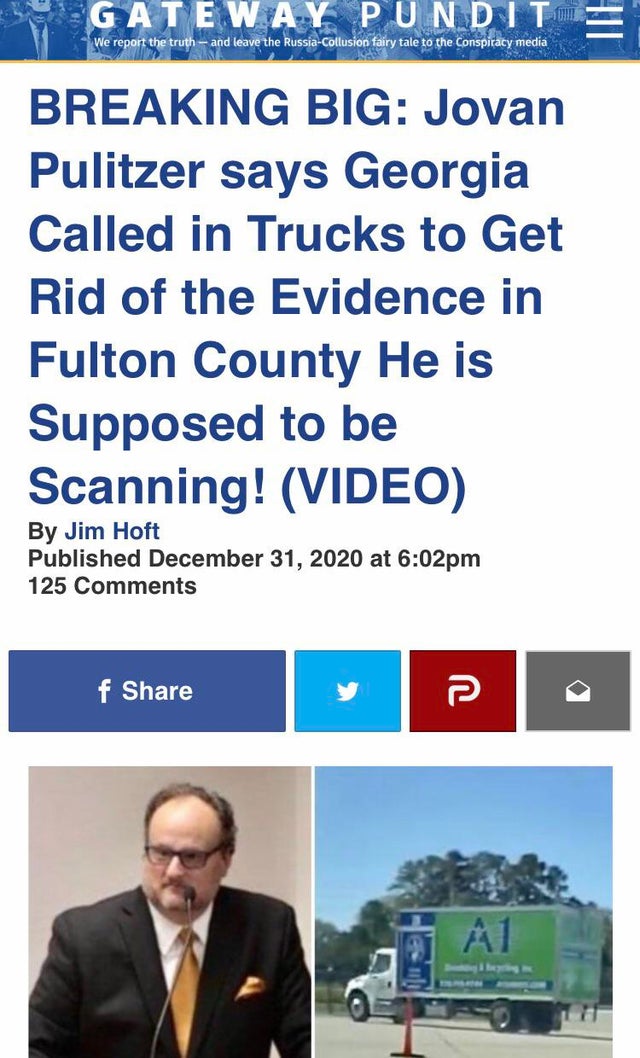 GATEWAY PUNDIT
We report the truth — and leave the Russia-Collusion fairy tale to the Conspiracy media
BREAKING BIG: Jovan
Pulitzer says Georgia
Called in Trucks to Get
Rid of the Evidence in
Fulton County He is
Supposed to be
Scanning! (VIDEO)
By Jim Hoft
Published December 31, 2020 at 6:02pm
125 Comments
f Share
A1